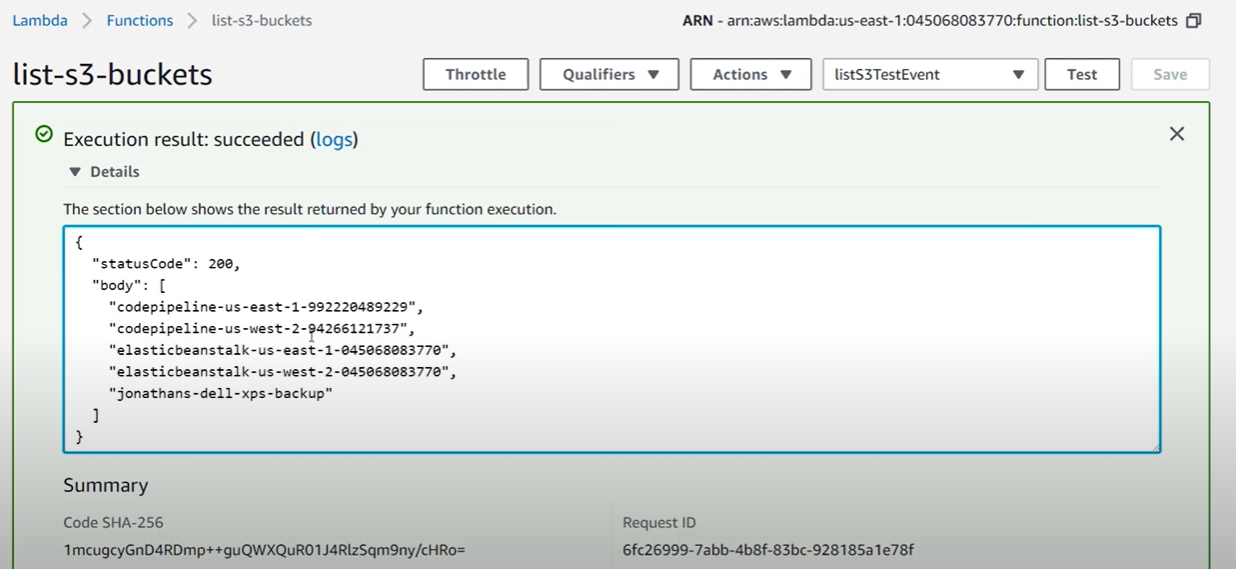 Lambda > Functions > list-s3-buckets
ARN - arn:aws:lambda:us-east-1:045068083770:function:list-s3-buckets
list-s3-buckets
Throttle
Qualifiers
Actions
listS3TestEvent
Test
Save
Execution result: succeeded (logs)
Details
The section below shows the result returned by your function execution.
{
  "statusCode": 200,
  "body": [
    "codepipeline-us-east-1-992220489229",
    "codepipeline-us-west-2-94266121737",
    "elasticbeanstalk-us-east-1-045068083770",
    "elasticbeanstalk-us-west-2-045068083770",
    "jonathans-dell-xps-backup"
  ]
}
Summary
Code SHA-256
1mcugcyGnD4RDmp++guQWXQuR01J4RlzSqm9ny/cHRo=
Request ID
6fc26999-7abb-4b8f-83bc-928185a1e78f